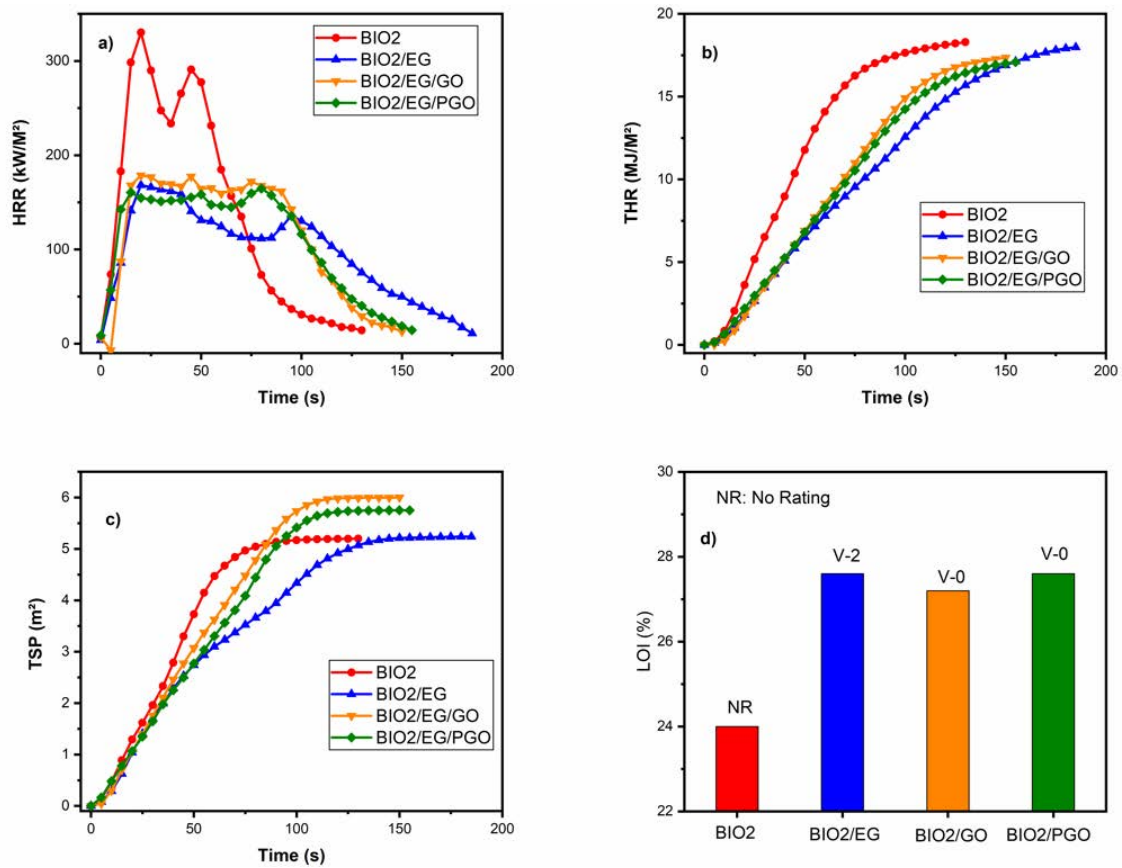 a)
BIO2
BIO2/EG
BIO2/EG/GO
BIO2/EG/PGO
HRR (kW/M²)
300
200
100
0
0 50 100 150 200
Time (s)
b)
BIO2
BIO2/EG
BIO2/EG/GO
BIO2/EG/PGO
THR (MJ/M²)
20
15
10
5
0
0 50 100 150 200
Time (s)
c)
BIO2
BIO2/EG
BIO2/EG/GO
BIO2/EG/PGO
TSP (m²)
6
5
4
3
2
1
0
0 50 100 150 200
Time (s)
NR: No Rating
d)
LOI (%)
30
28
26
24
22
NR
V-2
V-0
V-0
BIO2 BIO2/EG BIO2/GO BIO2/PGO